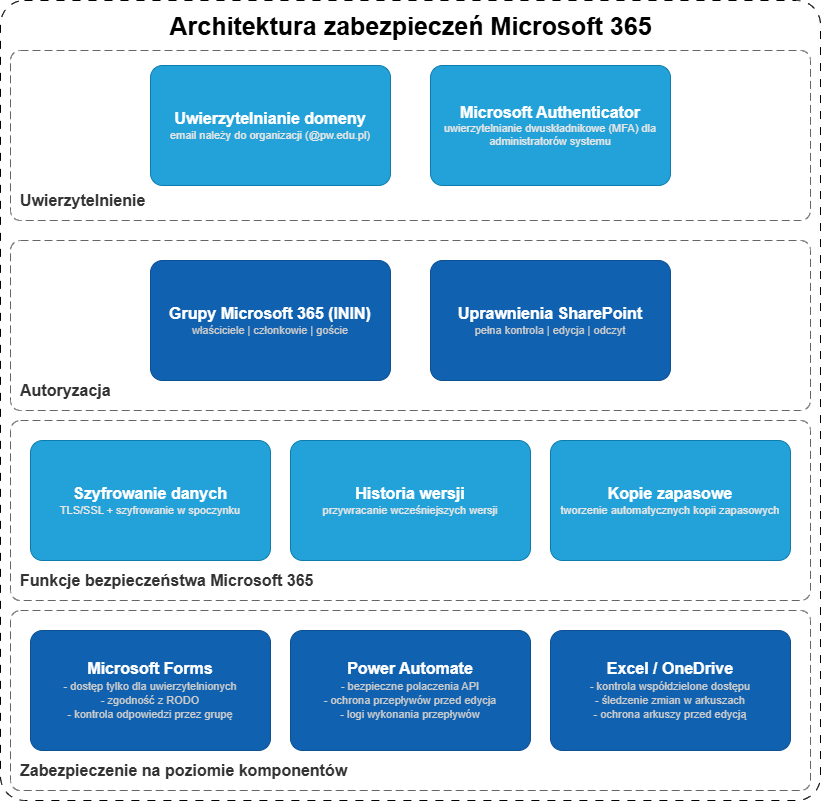 Architektura zabezpieczeń Microsoft 365
Uwierzytelnianie domeny
email należy do organizacji (@pw.edu.pl)
Microsoft Authenticator
uwierzytelnianie dwuskładnikowe (MFA) dla
administratorów systemu
Uwierzytelnienie
Grupy Microsoft 365 (ININ)
właściciele | członkowie | goście
Uprawnienia SharePoint
pełna kontrola | edycja | odczyt
Autoryzacja
Szyfrowanie danych
TLS/SSL + szyfrowanie w spoczynku
Historia wersji
przywracanie wcześniejszych wersji
Kopie zapasowe
tworzenie automatycznych kopii zapasowych
Funkcje bezpieczeństwa Microsoft 365
Microsoft Forms
- dostęp tylko dla uwierzytelnionych
- zgodność z RODO
- kontrola odpowiedzi przez grupę
Power Automate
- bezpieczne polaczenia API
- ochrona przepływów przed edycja
- logi wykonania przepływów
Excel / OneDrive
- kontrola współdzielone dostępu
- śledzenie zmian w arkuszach
- ochrona arkuszy przed edycją
Zabezpieczenie na poziomie komponentów